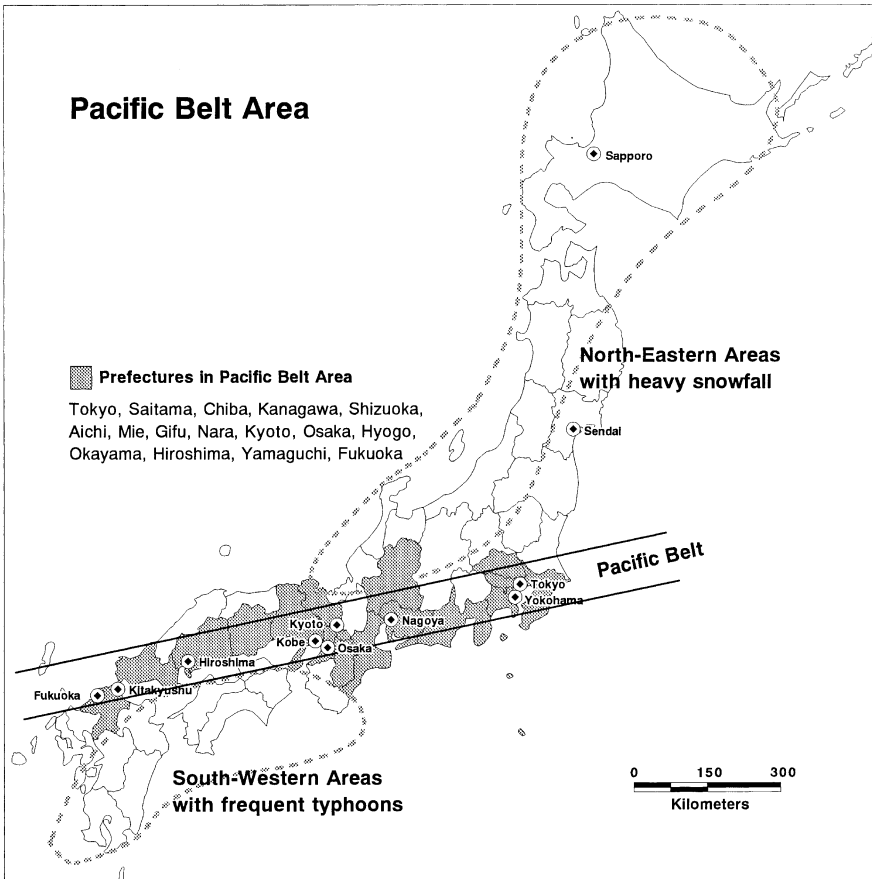 Pacific Belt Area
Sapporo
North-Eastern Areas
with heavy snowfall
Prefectures in Pacific Belt Area
Tokyo, Saitama, Chiba, Kanagawa, Shizuoka,
Aichi, Mie, Gifu, Nara, Kyoto, Osaka, Hyogo,
Okayama, Hiroshima, Yamaguchi, Fukuoka
Sendai
Pacific Belt
Tokyo
Yokohama
Nagoya
Kyoto
Kobe
Osaka
Hiroshima
Kitakyushu
Fukuoka
South-Western Areas
with frequent typhoons
0 150 300
Kilometers